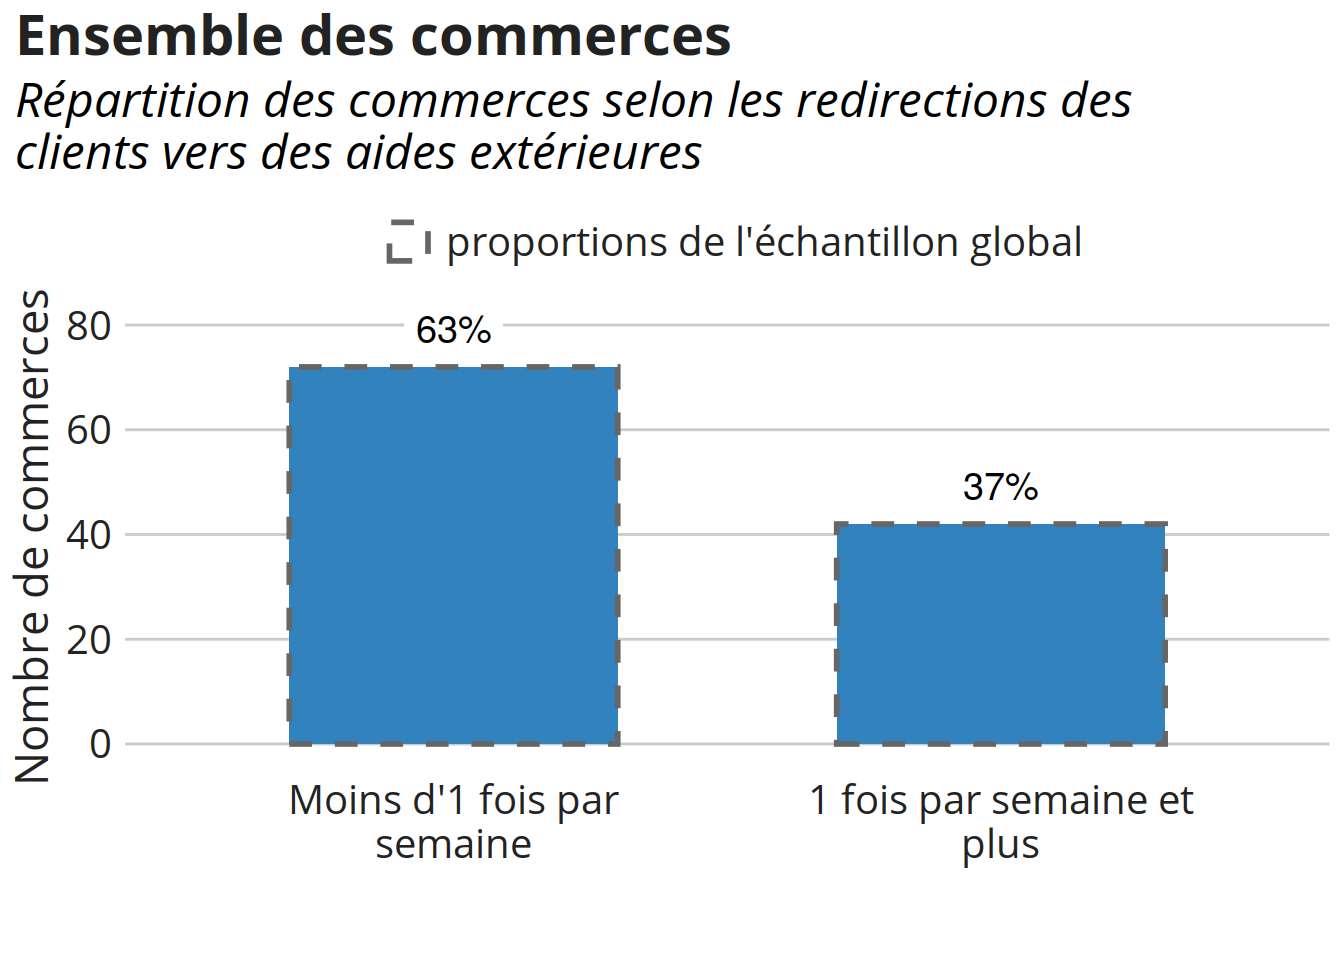 Ensemble des commerces
Répartition des commerces selon les redirections des
clients vers des aides extérieures
proportions de l'échantillon global
Nombre de commerces
80
60
40
20
0
63%
37%
Moins d'1 fois par
semaine
1 fois par semaine et
plus